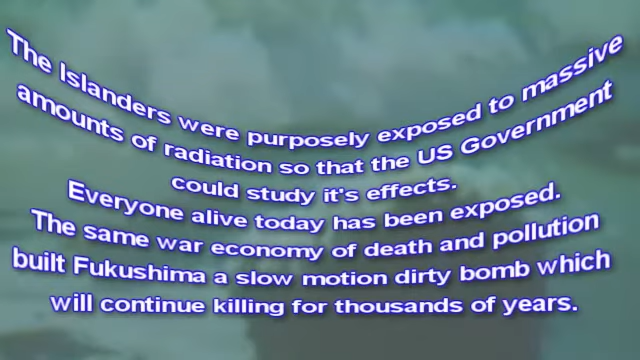 The Islanders were purposely exposed to massive
amounts of radiation so that the US Government
could study it's effects.
Everyone alive today has been exposed.
The same war economy of death and pollution
built Fukushima a slow motion dirty bomb which
will continue killing for thousands of years.